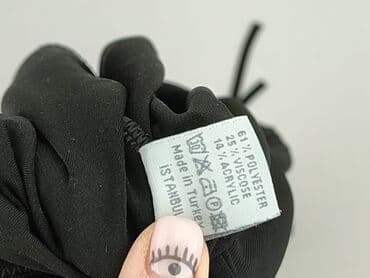 61% POLYESTER
25% VISCOSE
14% ACRYLIC
Made in Turkey
ISTANBUL